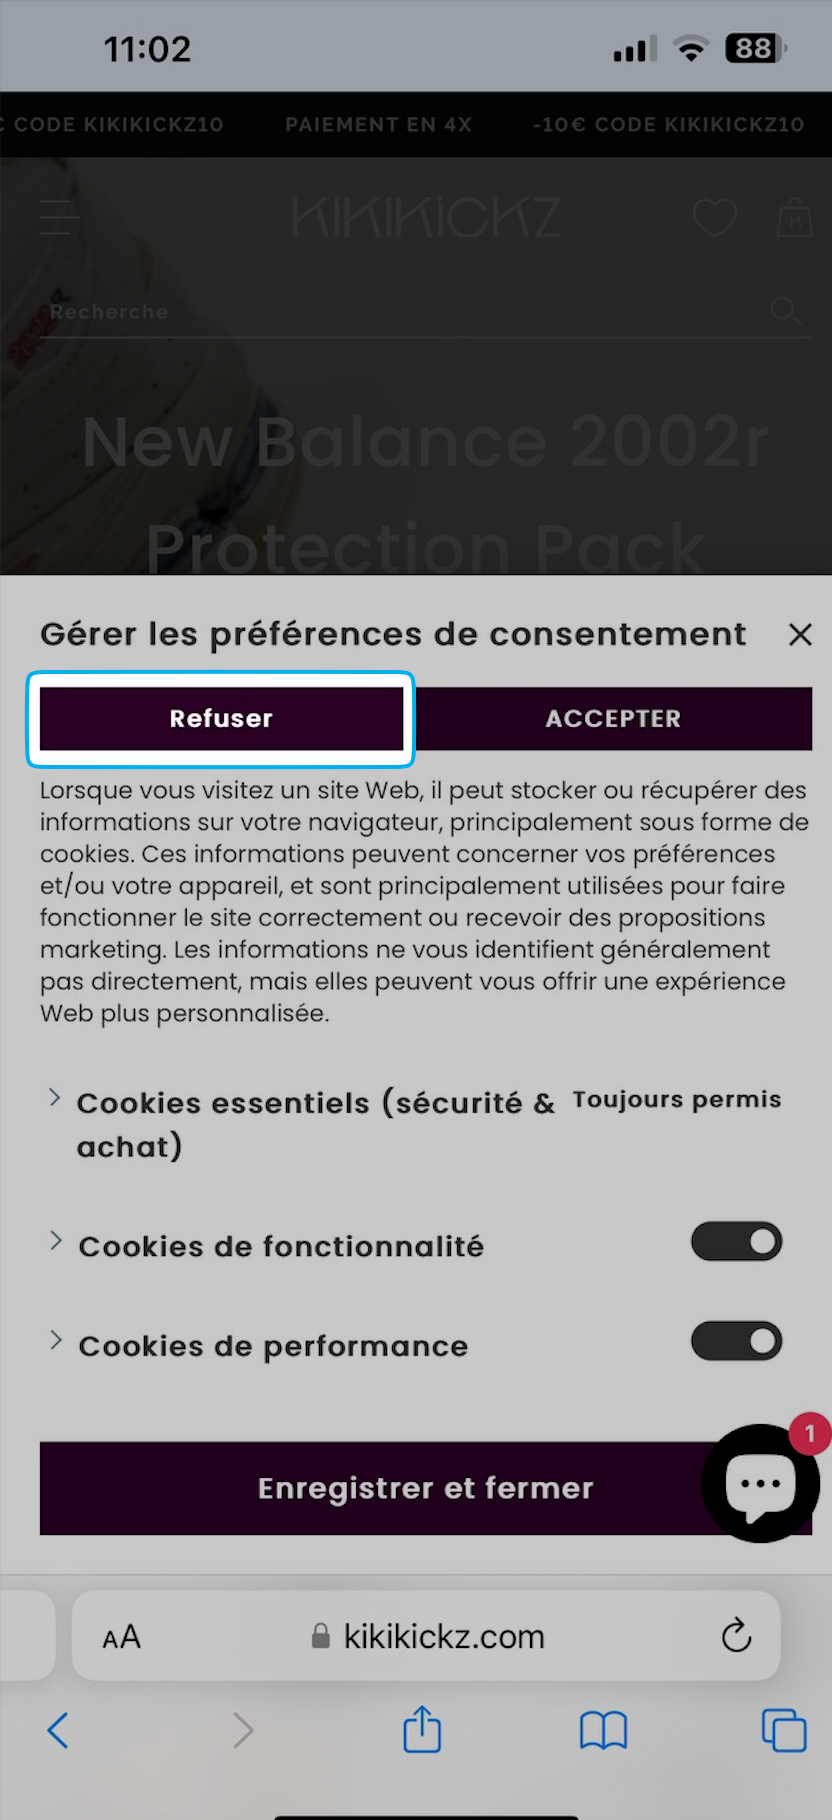 11:02
88
CODE KIKIKICKZ10 PAIEMENT EN 4X -10€ CODE KIKIKICKZ10
KIKIKICKZ
K
Recherche
New Balance 2002r
Protection Pack
Gérer les préférences de consentement
Refuser ACCEPTER
Lorsque vous visitez un site Web, il peut stocker ou récupérer des
informations sur votre navigateur, principalement sous forme de
cookies. Ces informations peuvent concerner vos préférences
et/ou votre appareil, et sont principalement utilisées pour faire
fonctionner le site correctement ou recevoir des propositions
marketing. Les informations ne vous identifient généralement
pas directement, mais elles peuvent vous offrir une expérience
Web plus personnalisée.
Cookies essentiels (sécurité & Toujours permis
achat)
Cookies de fonctionnalité
Cookies de performance
1
Enregistrer et fermer
AA kikikickz.com